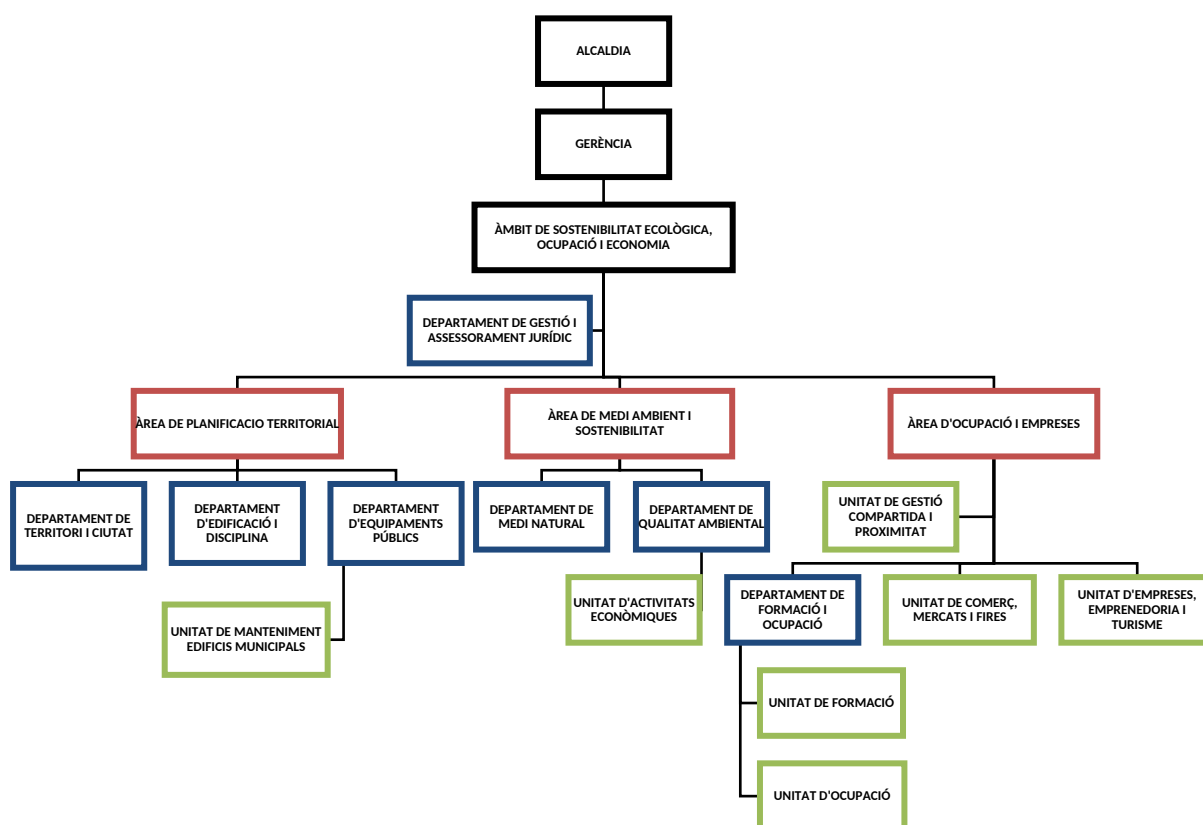 ALCALDIA
GERÈNCIA
ÀMBIT DE SOSTENIBILITAT ECOLÒGICA,
OCUPACIÓ I ECONOMIA
DEPARTAMENT DE GESTIÓ I
ASSESSORAMENT JURÍDIC
ÀREA DE PLANIFICACIO TERRITORIAL
ÀREA DE MEDI AMBIENT I
SOSTENIBILITAT
ÀREA D'OCUPACIÓ I EMPRESES
DEPARTAMENT DE
TERRITORI I CIUTAT
DEPARTAMENT
D'EDIFICACIÓ I
DISCIPLINA
DEPARTAMENT
D'EQUIPAMENTS
PÚBLICS
DEPARTAMENT DE
MEDI NATURAL
DEPARTAMENT DE
QUALITAT AMBIENTAL
UNITAT DE GESTIÓ
COMPARTIDA I
PROXIMITAT
UNITAT DE MANTENIMENT
EDIFICIS MUNICIPALS
UNITAT D'ACTIVITATS
ECONÒMIQUES
DEPARTAMENT DE
FORMACIÓ I
OCUPACIÓ
UNITAT DE COMERÇ,
MERCATS I FIRES
UNITAT D'EMPRESES,
EMPRENEDORIA I
TURISME
UNITAT DE FORMACIÓ
UNITAT D'OCUPACIÓ